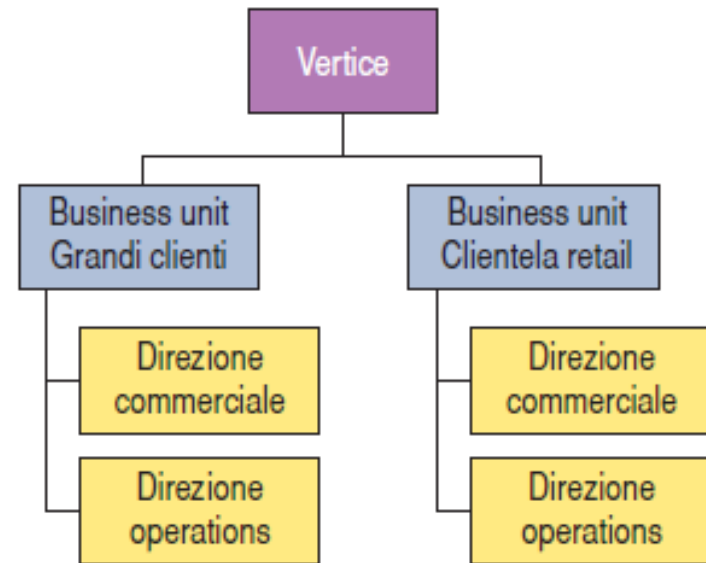 Vertice
Business unit
Grandi clienti
Business unit
Clientela retail
Direzione
commerciale
Direzione
commerciale
Direzione
operations
Direzione
operations